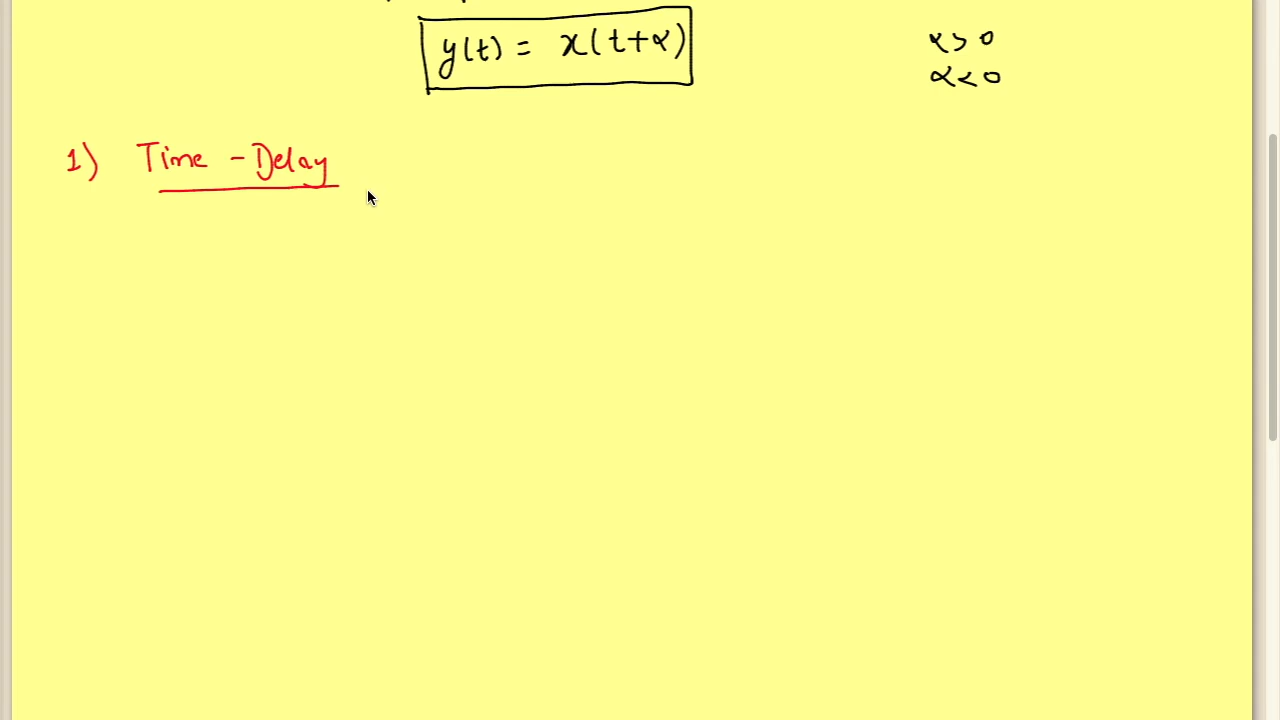 y(t) = x(t+α)
α > 0
α < 0
1) Time - Delay